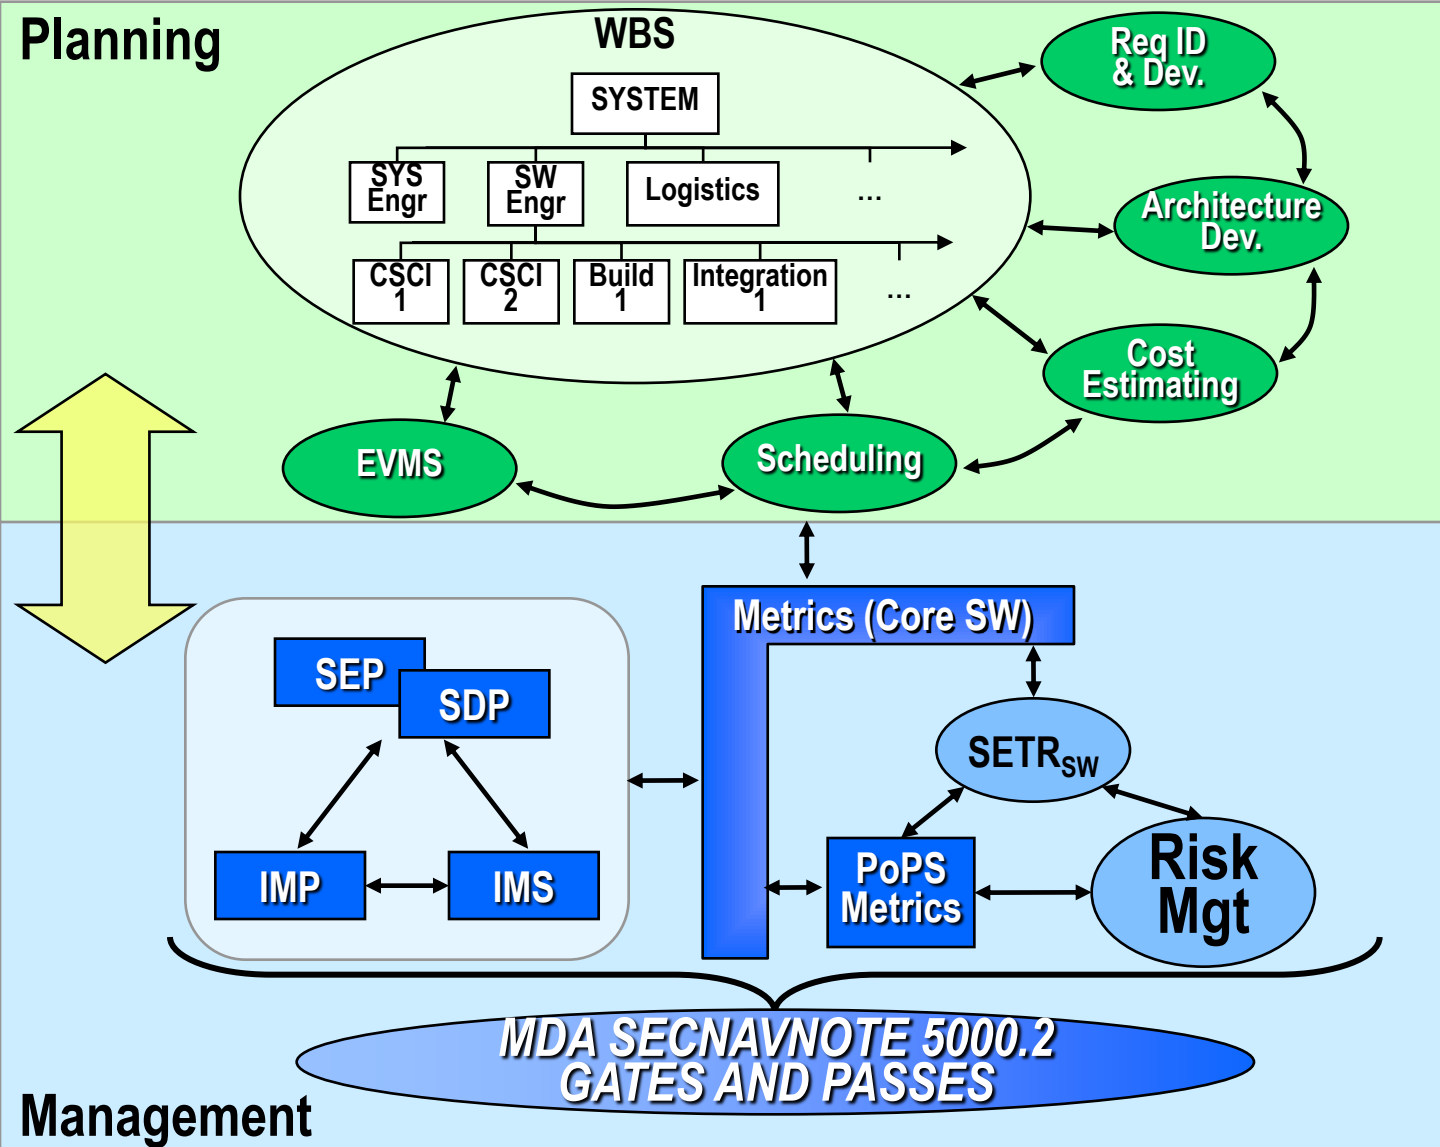 Planning
WBS
SYSTEM
SYS
Engr
SW
Engr
Logistics
...
CSCI
1
CSCI
2
Build
1
Integration
1
...
Req ID
& Dev.
Architecture
Dev.
Cost
Estimating
Scheduling
EVMS
Metrics (Core SW)
SEP
SDP
IMP
IMS
SETRSW
PoPS
Metrics
Risk
Mgt
MDA SECNAVNOTE 5000.2
GATES AND PASSES
Management